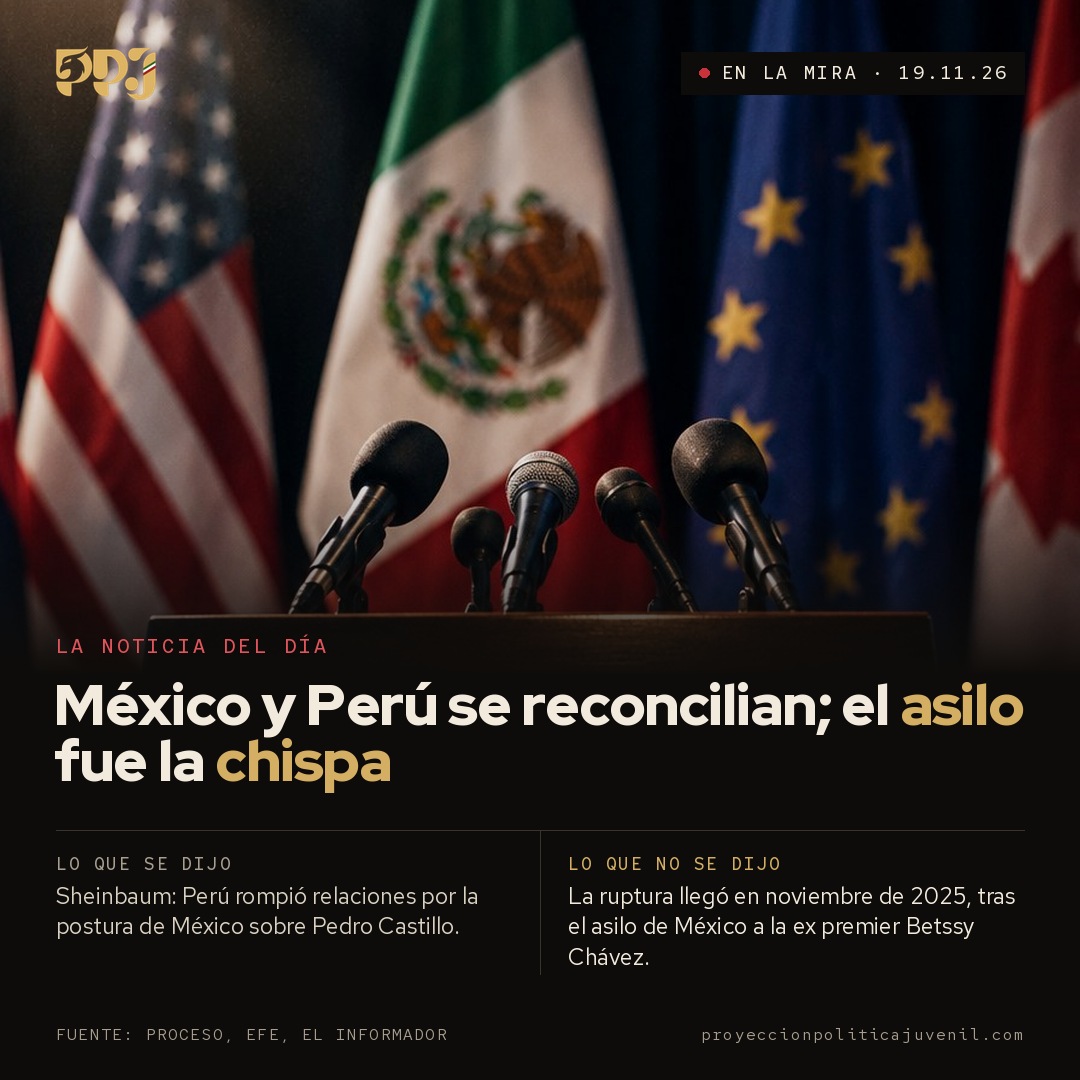 PPJ
EN LA MIRA · 19.11.26
LA NOTICIA DEL DÍA
México y Perú se reconcilian; el asilo
fue la chispa
LO QUE SE DIJO
Sheinbaum: Perú rompió relaciones por la
postura de México sobre Pedro Castillo.
LO QUE NO SE DIJO
La ruptura llegó en noviembre de 2025, tras
el asilo de México a la ex premier Betssy
Chávez.
FUENTE: PROCESO, EFE, EL INFORMADOR
proyeccionpoliticajuvenil.com